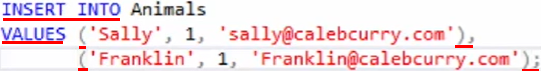 INSERT INTO Animals
VALUES ('Sally', 1, 'sally@calebcurry.com'),
('Franklin', 1, 'Franklin@calebcurry.com');